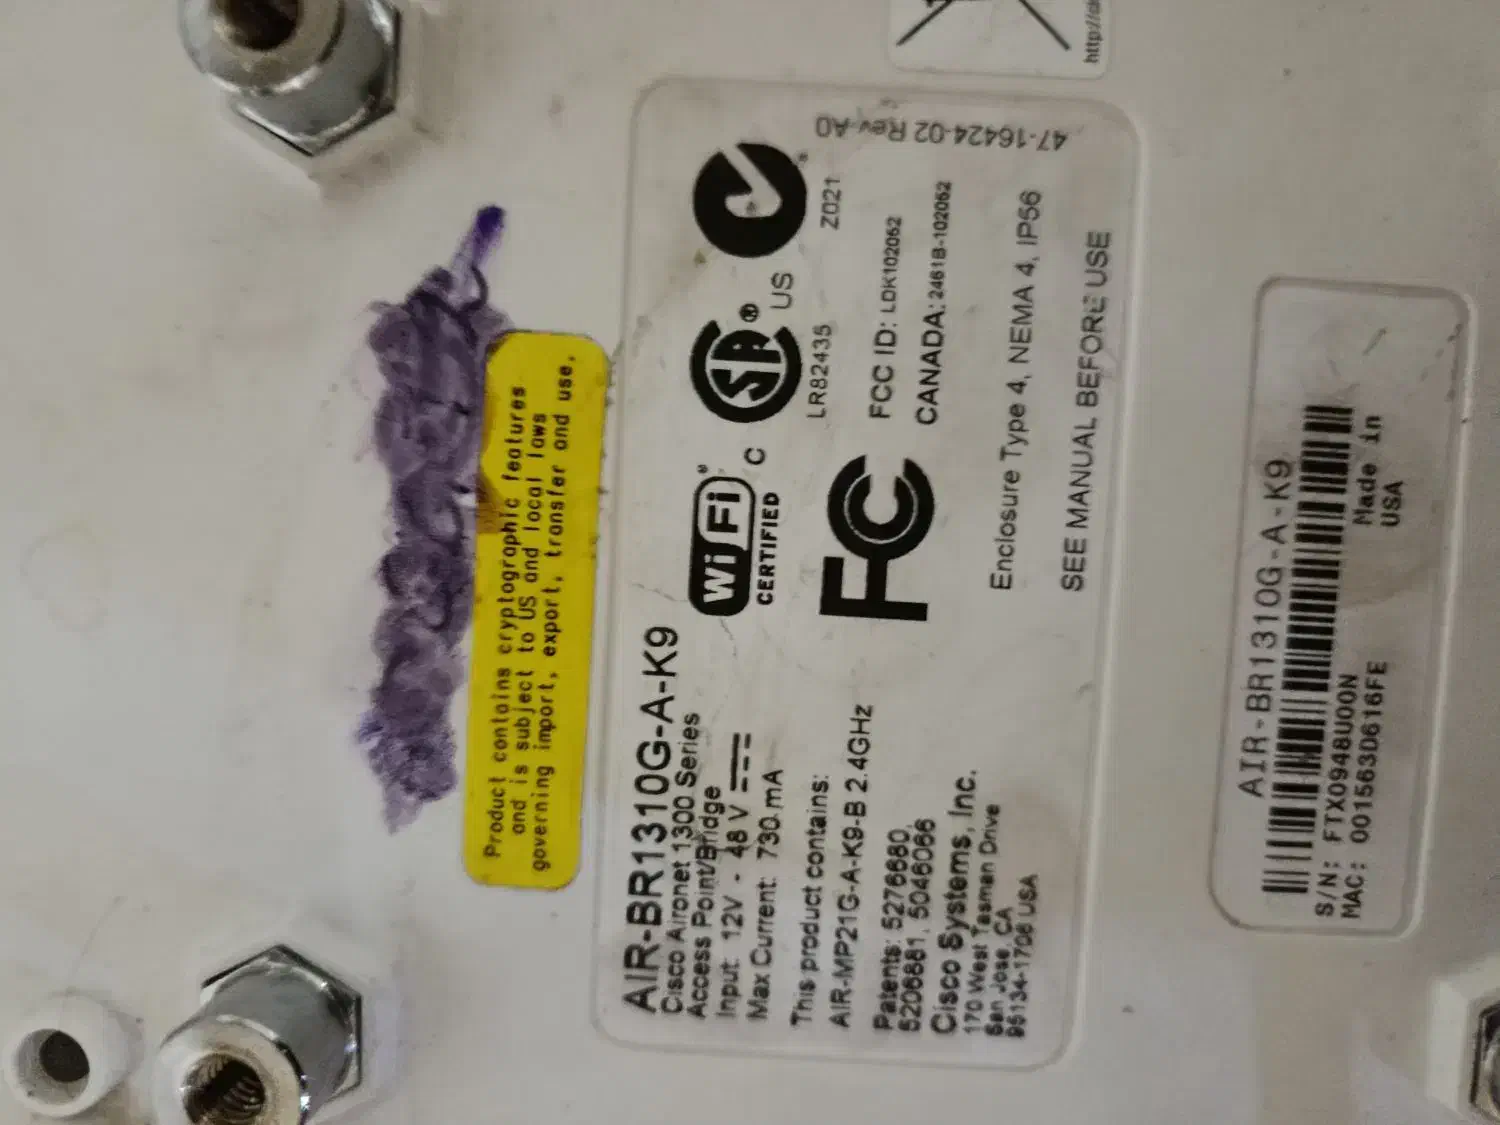 http://
Product contains cryptographic features
and is subject to US and local laws
governing import, export, transfer and use.
AIR-BR1310G-A-K9
Cisco Aironet 1300 Series
Access Point/Bridge
Input: 12V - 48 V
Max Current: 730 mA
This product contains:
AIR-MP21G-A-K9-B 2.4GHz
Patents: 5276680,
5206881, 5046066
Cisco Systems, Inc.
170 West Tasman Drive
San Jose, CA
95134-1706 USA
Wi Fi
CERTIFIED
C
SA
®
US
LR82435
Z021
FC
FCC ID: LDK102062
CANADA: 2461B-102062
Enclosure Type 4, NEMA 4, IP56
SEE MANUAL BEFORE USE
47-16424-02 Rev A0
AIR-BR1310G-A-K9
S/N: FTX0948U00N
MAC: 001563D616FE
Made in
USA